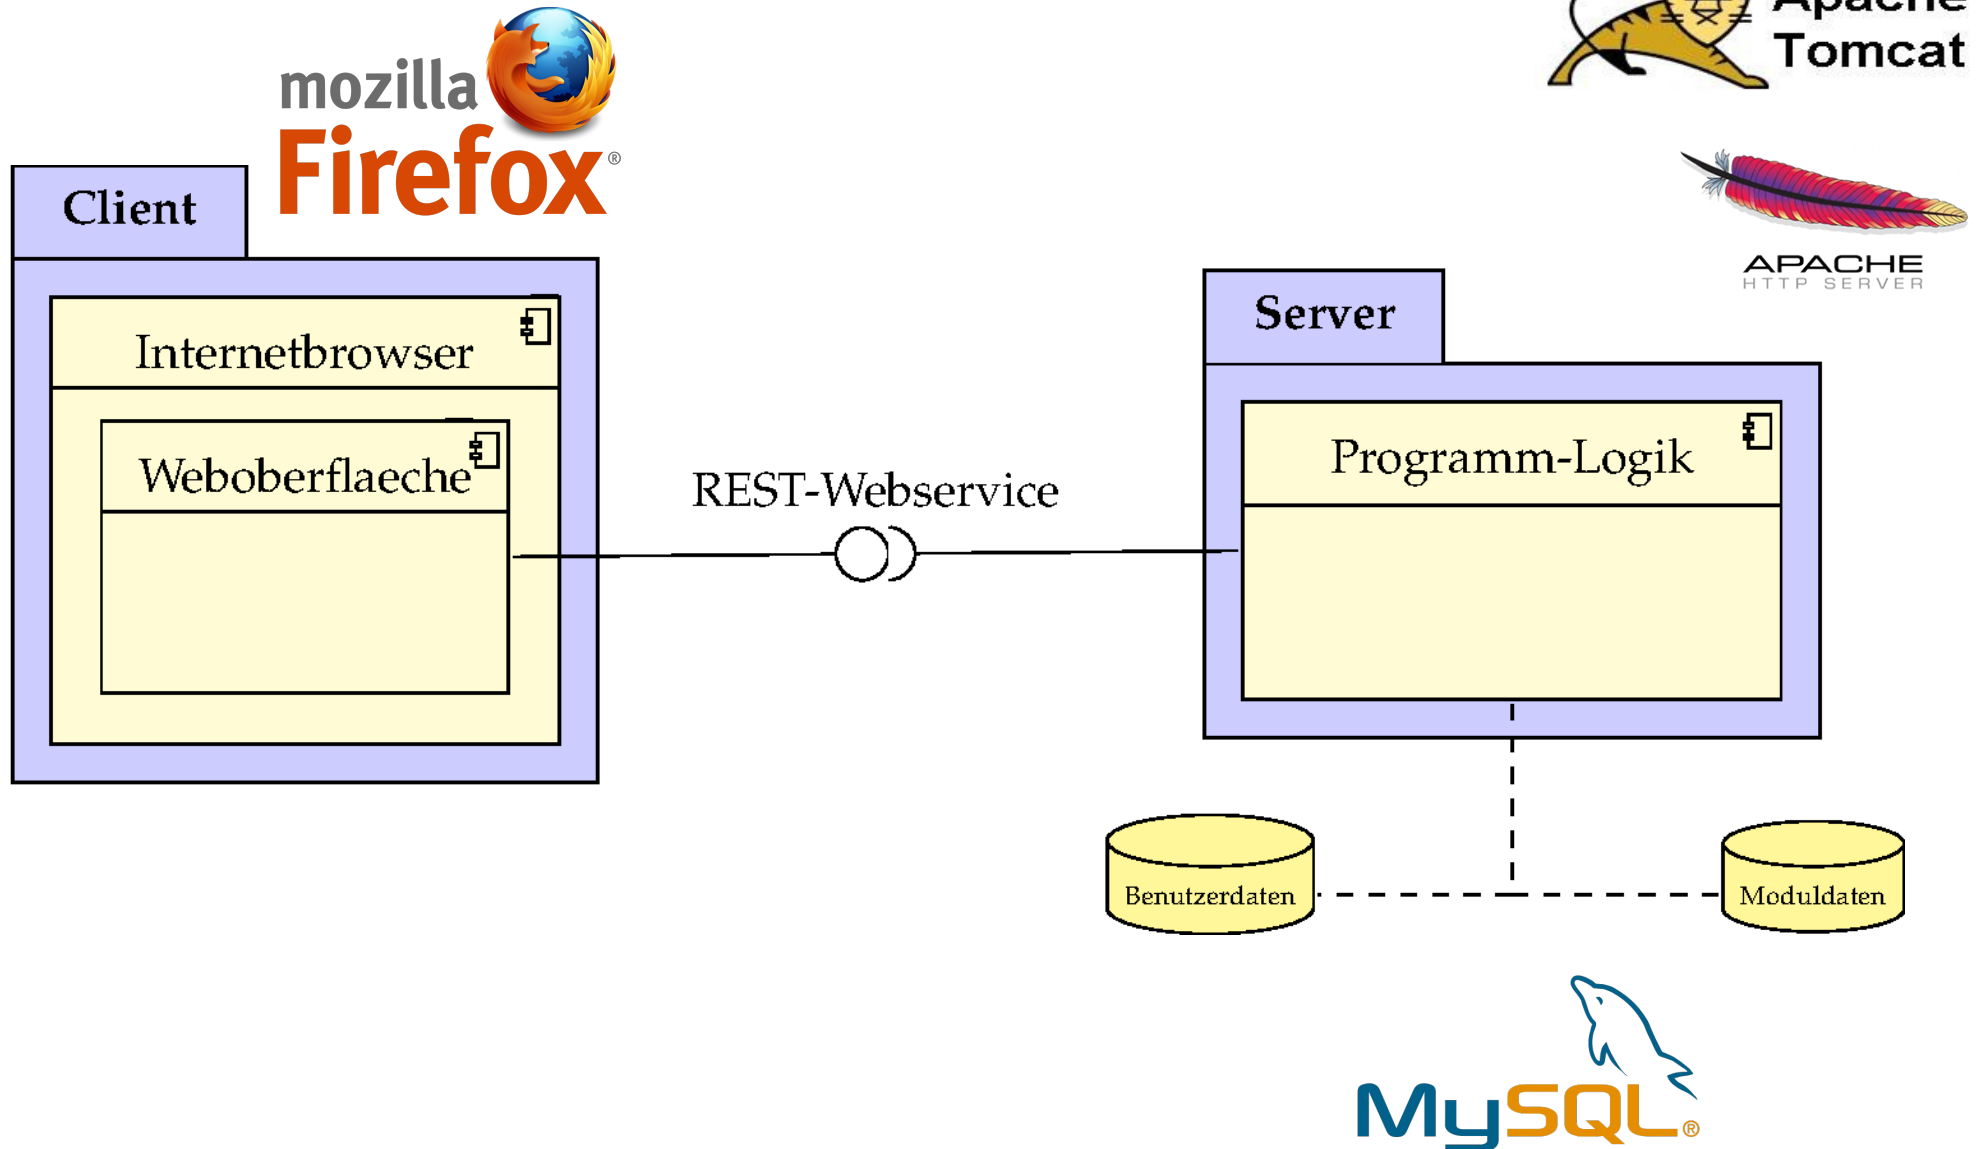 mozilla
Firefox®
Apache
Tomcat
APACHE
HTTP SERVER
Client
Internetbrowser
Weboberflaeche
REST-Webservice
Server
Programm-Logik
Benutzerdaten
Moduldaten
MySQL®